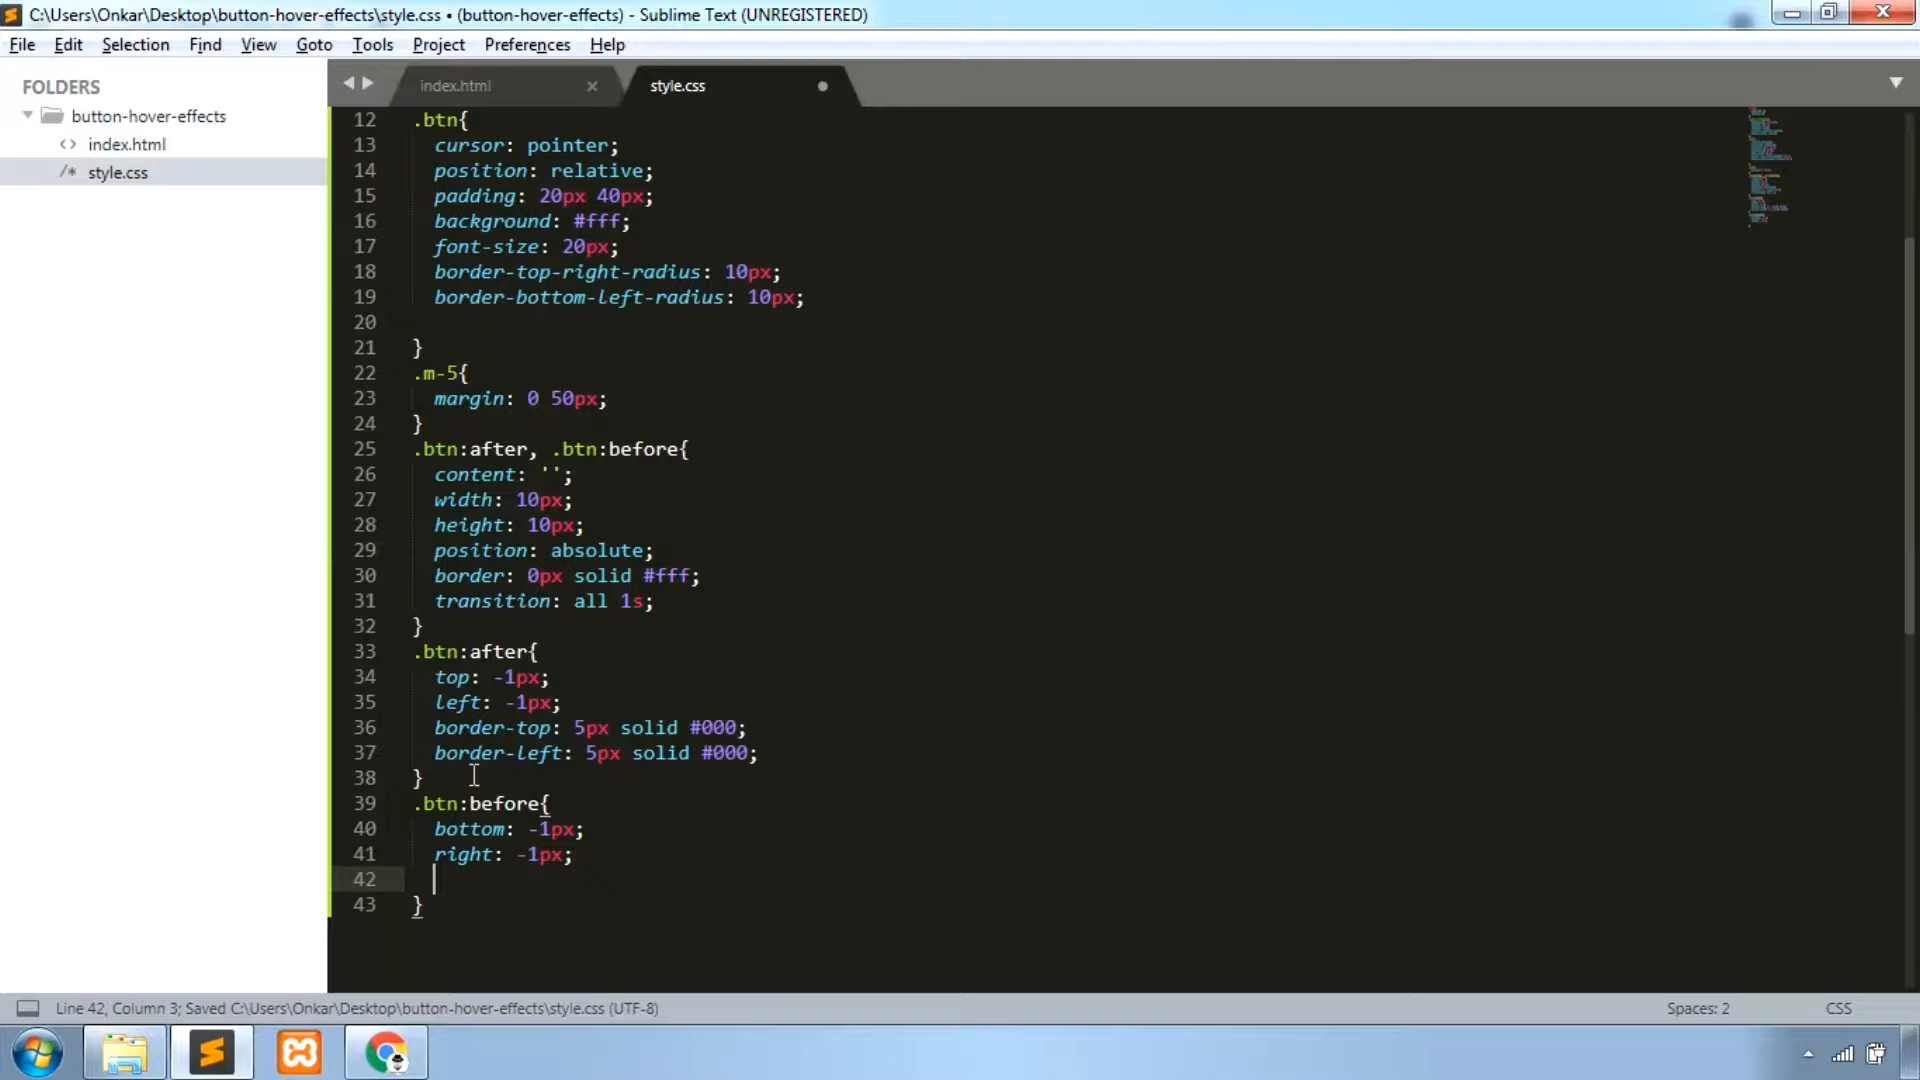 C:\Users\Onkar\Desktop\button-hover-effects\style.css • (button-hover-effects) - Sublime Text (UNREGISTERED)
File Edit Selection Find View Goto Tools Project Preferences Help
FOLDERS
button-hover-effects
<> index.html
/* style.css
index.html
style.css
12 .btn{
13 cursor: pointer;
14 position: relative;
15 padding: 20px 40px;
16 background: #fff;
17 font-size: 20px;
18 border-top-right-radius: 10px;
19 border-bottom-left-radius: 10px;
20
21 }
22 .m-5{
23 margin: 0 50px;
24 }
25 .btn:after, .btn:before{
26 content: '';
27 width: 10px;
28 height: 10px;
29 position: absolute;
30 border: 0px solid #fff;
31 transition: all 1s;
32 }
33 .btn:after{
34 top: -1px;
35 left: -1px;
36 border-top: 5px solid #000;
37 border-left: 5px solid #000;
38 }
39 .btn:before{
40 bottom: -1px;
41 right: -1px;
42
43 }
Line 42, Column 3; Saved C:\Users\Onkar\Desktop\button-hover-effects\style.css (UTF-8)
Spaces: 2
CSS